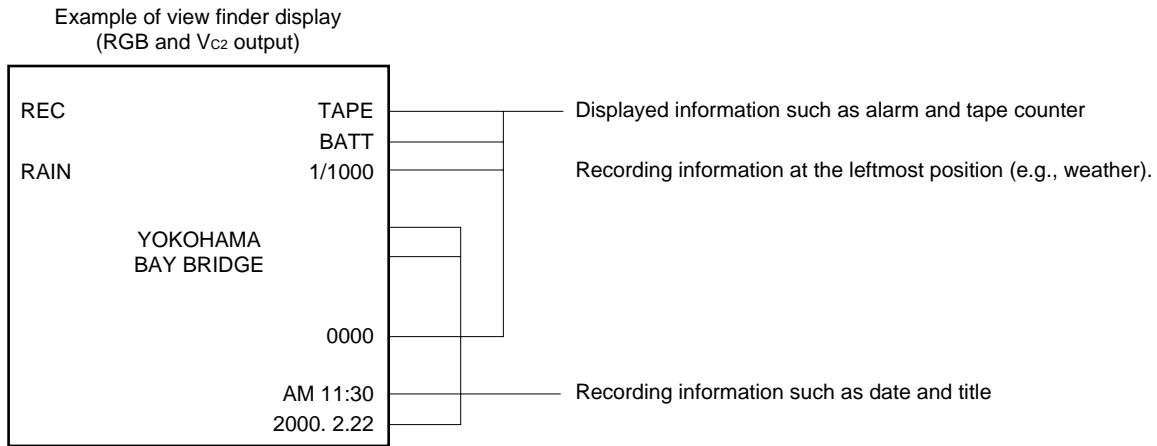 Example of view finder display
(RGB and VC2 output)
REC TAPE Displayed information such as alarm and tape counter
BATT
RAIN 1/1000 Recording information at the leftmost position (e.g., weather).
YOKOHAMA
BAY BRIDGE
0000
AM 11:30 Recording information such as date and title
2000. 2.22